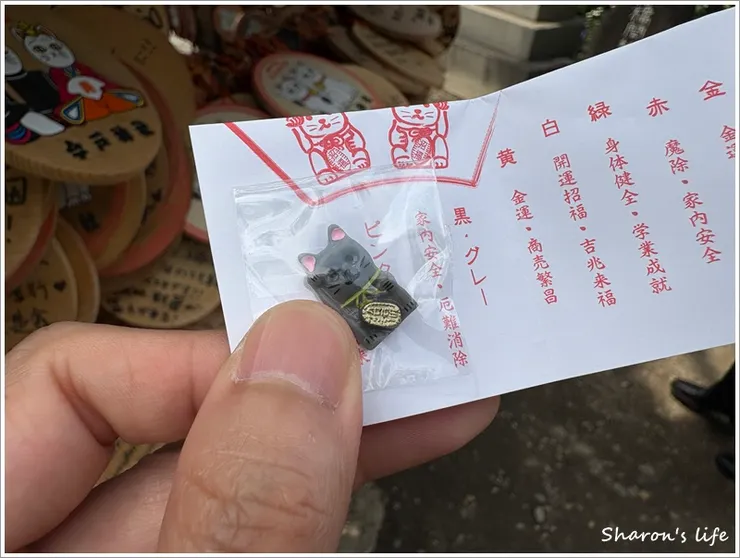 金 金運
赤 魔除・家内安全
緑 身体健全・学業成就
白 開運招福・吉兆来福
黄 金運・商売繁昌
黒・グレー
家内安全・厄難消除
ピン
Sharon's life